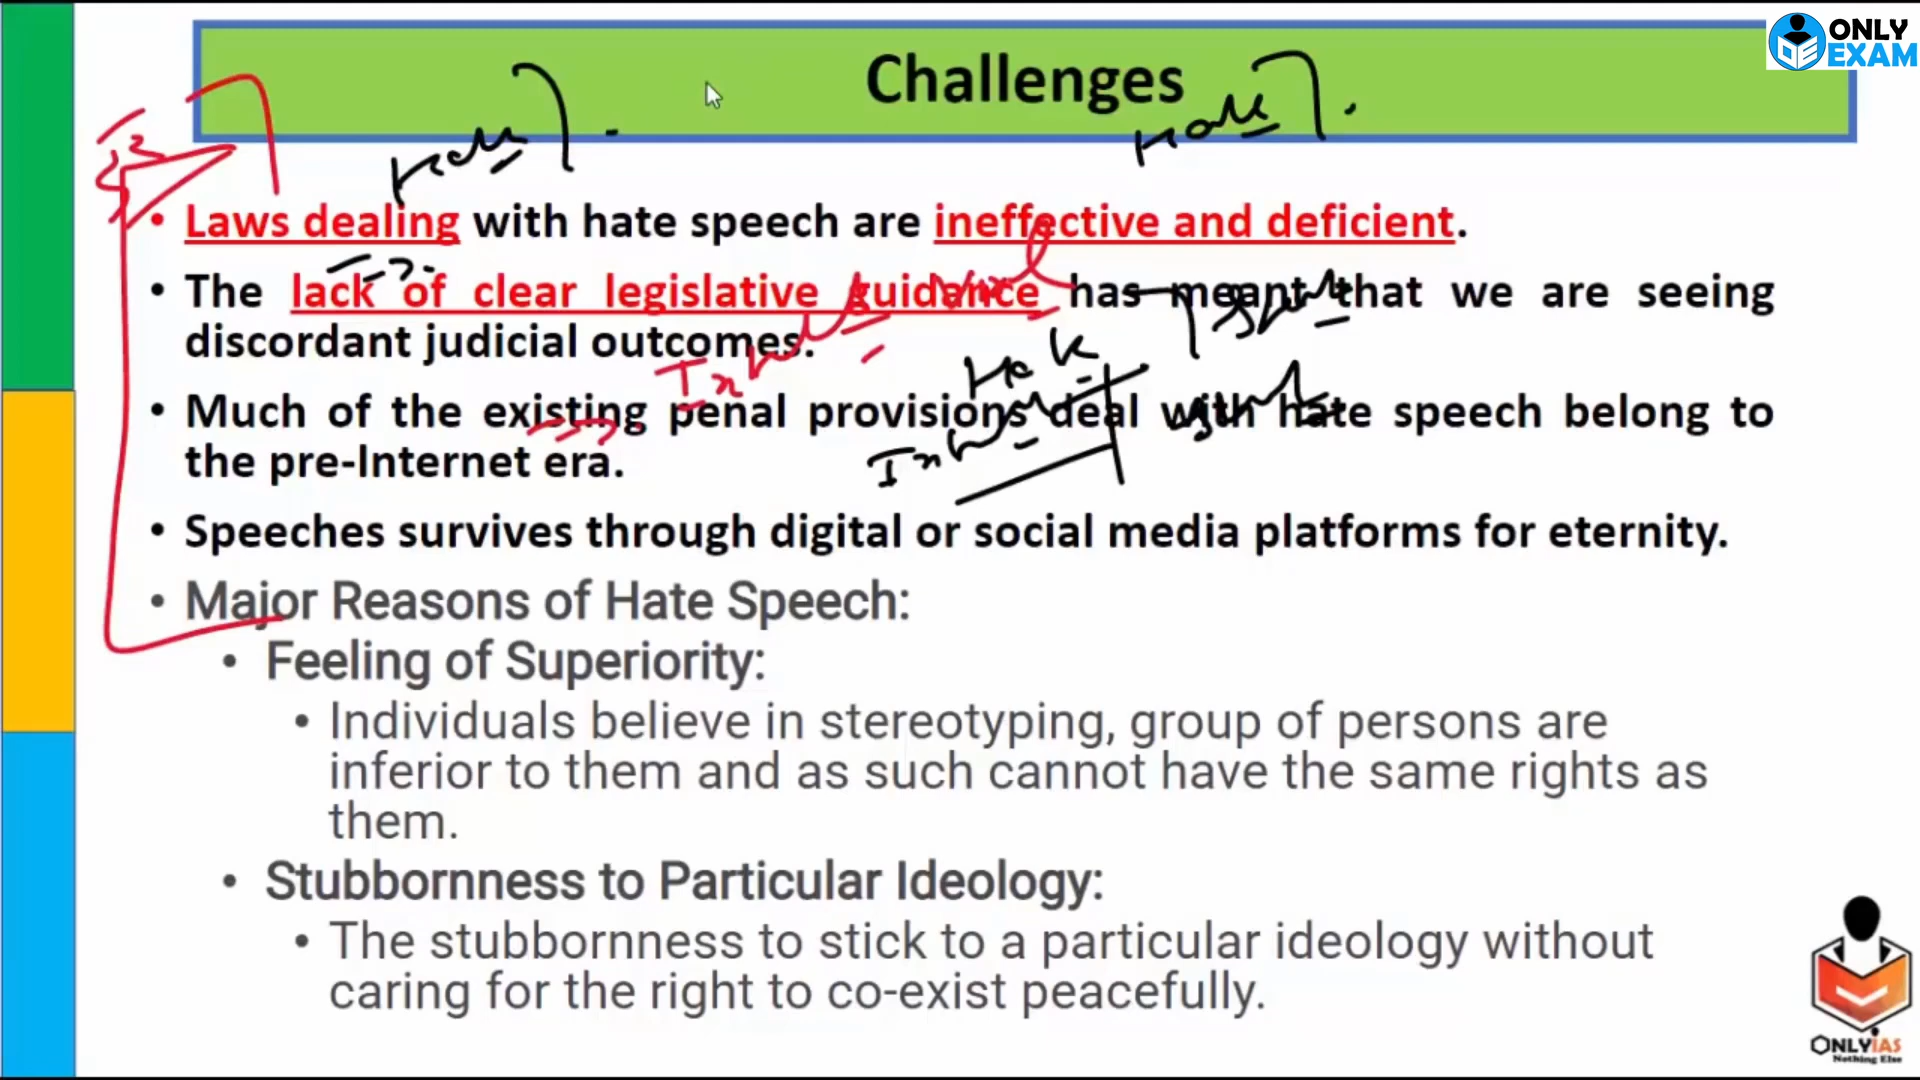 ONLY
EXAM
Challenges
Hate
Hate
• Laws dealing with hate speech are ineffective and deficient.
• The lack of clear legislative guidance has meant that we are seeing
discordant judicial outcomes.
• Much of the existing penal provisions deal with hate speech belong to
the pre-Internet era.
• Speeches survives through digital or social media platforms for eternity.
• Major Reasons of Hate Speech:
• Feeling of Superiority:
• Individuals believe in stereotyping, group of persons are
inferior to them and as such cannot have the same rights as
them.
• Stubbornness to Particular Ideology:
• The stubbornness to stick to a particular ideology without
caring for the right to co-exist peacefully.
ONLYIAS
Nothing Else